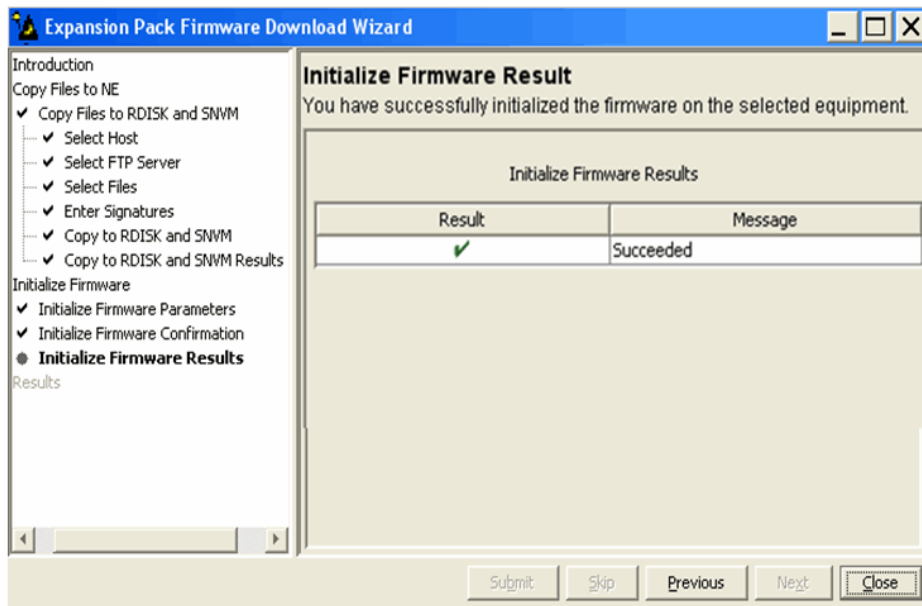 Expansion Pack Firmware Download Wizard
Introduction
Copy Files to NE
Copy Files to RDISK and SNVM
Select Host
Select FTP Server
Select Files
Enter Signatures
Copy to RDISK and SNVM
Copy to RDISK and SNVM Results
Initialize Firmware
Initialize Firmware Parameters
Initialize Firmware Confirmation
Initialize Firmware Results
Results
Initialize Firmware Result
You have successfully initialized the firmware on the selected equipment.
Initialize Firmware Results
Result Message
Succeeded
Submit Skip Previous Next Close